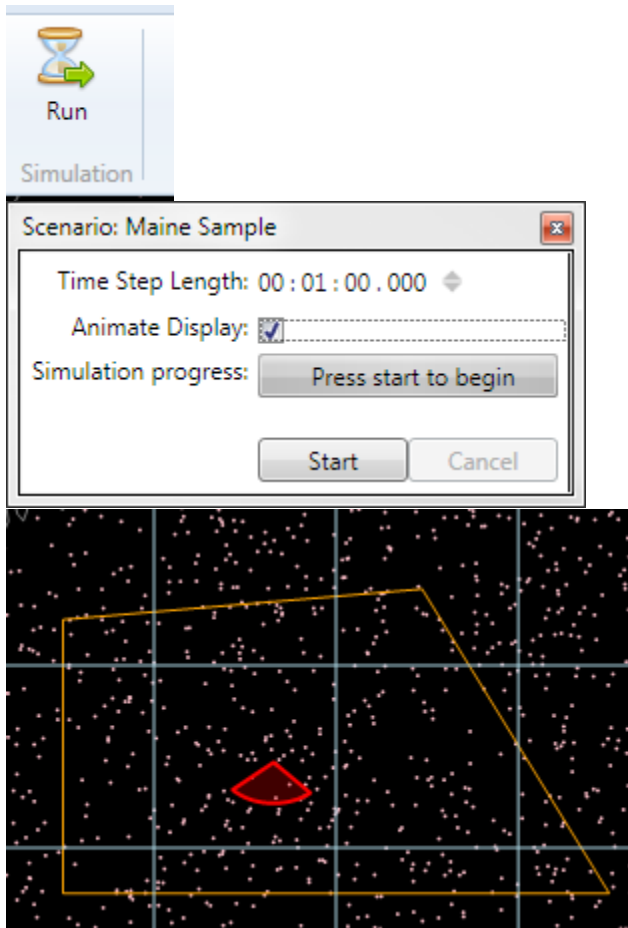 Run
Simulation
Scenario: Maine Sample
Time Step Length: 00 : 01 : 00 . 000
Animate Display:
Simulation progress: Press start to begin
Start Cancel